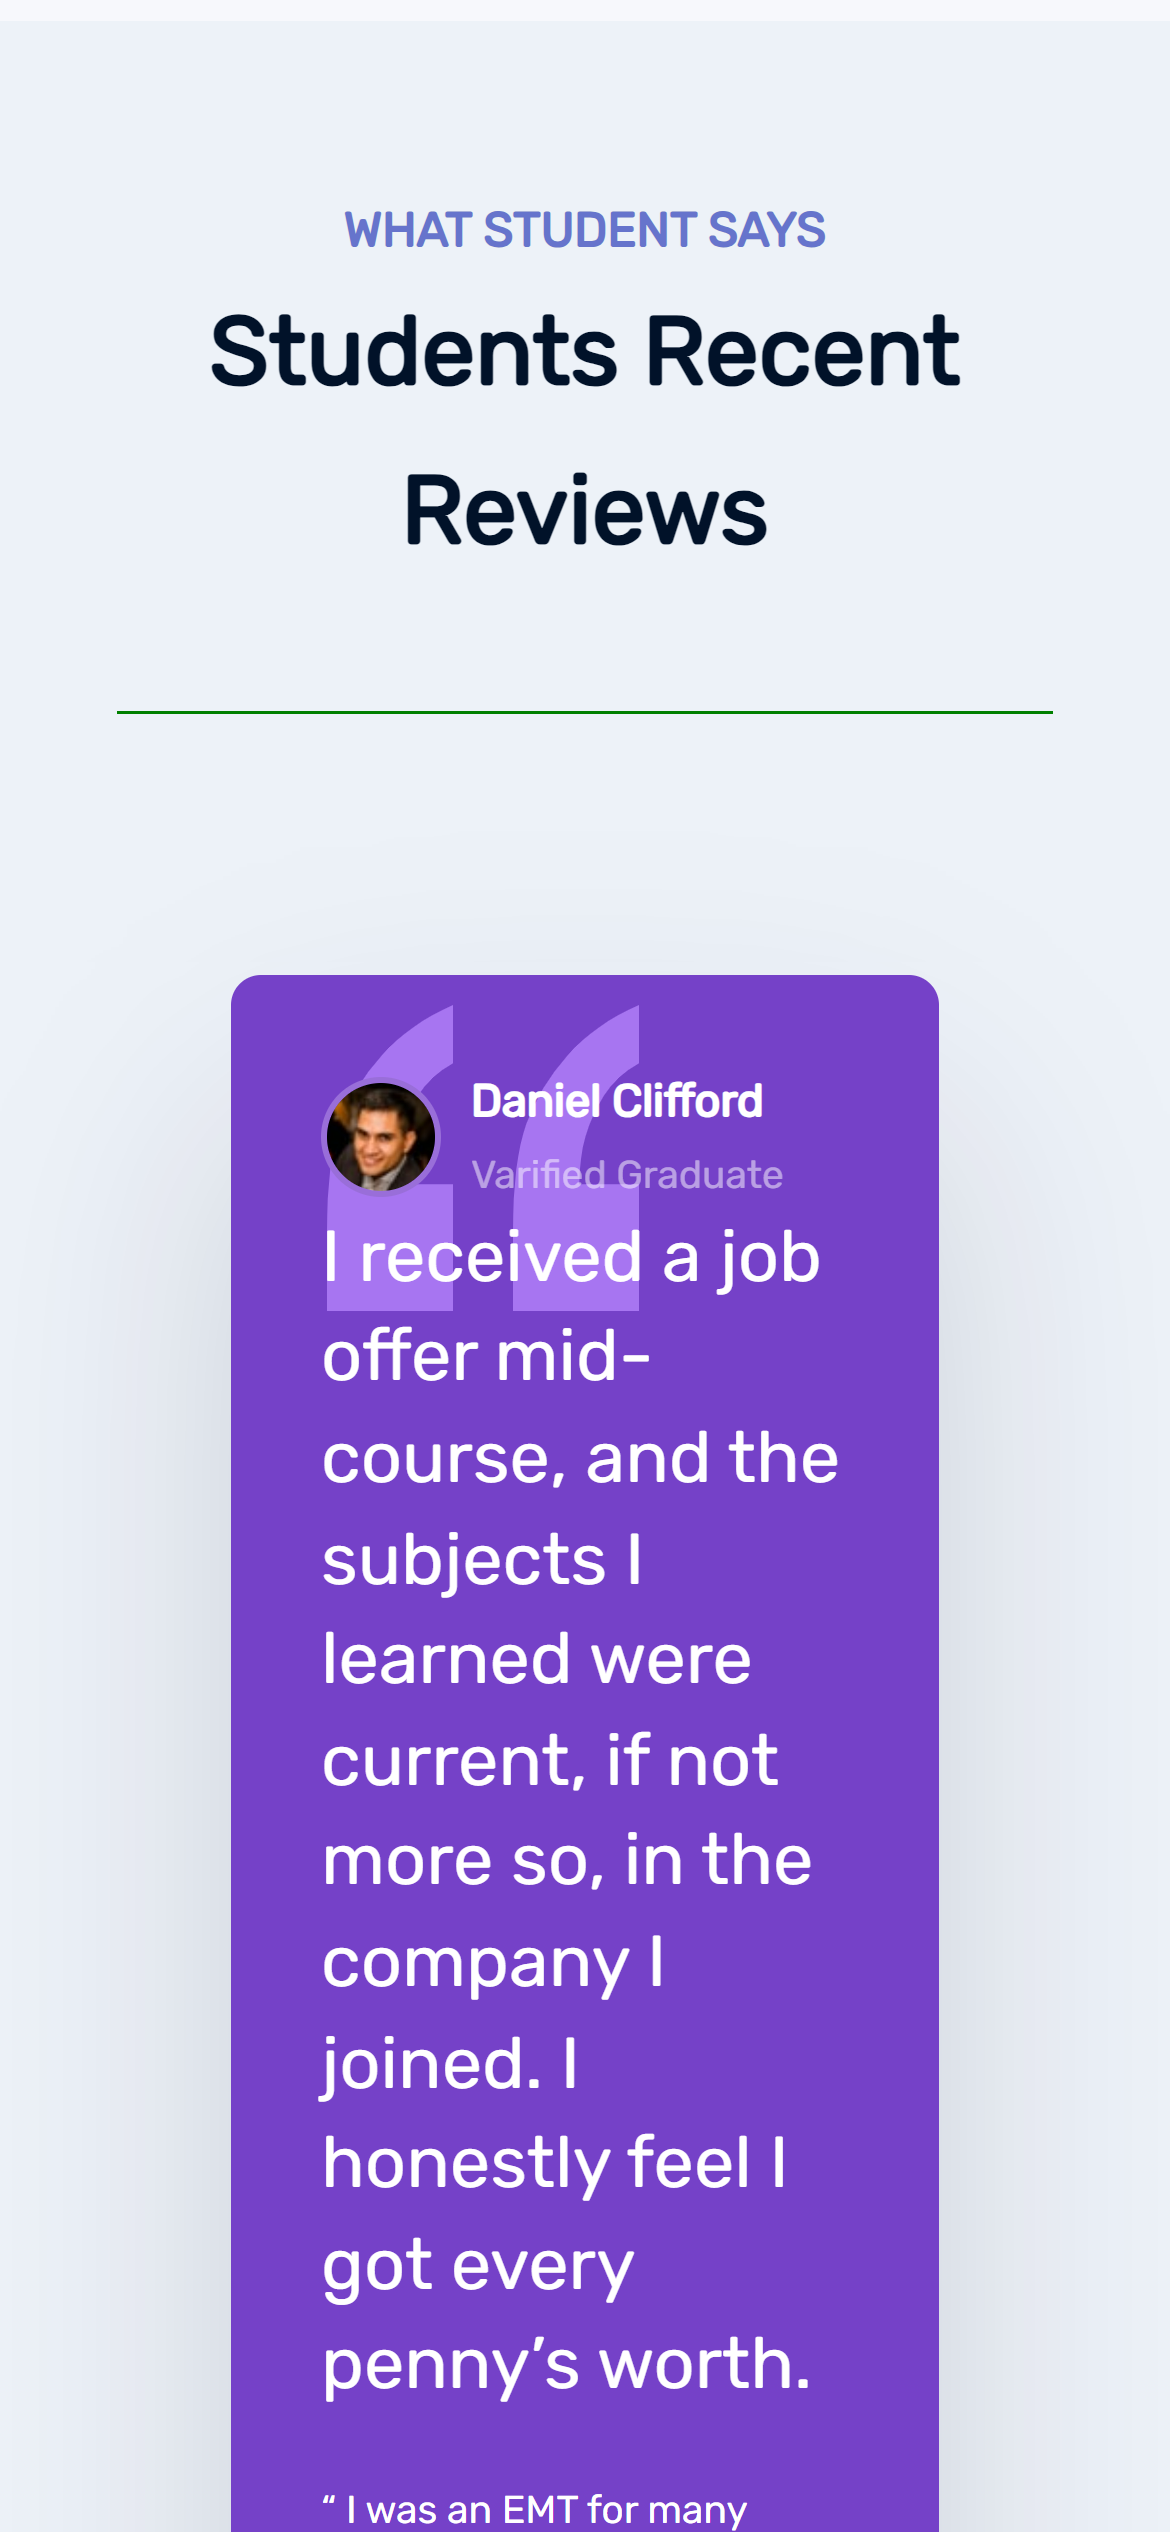 WHAT STUDENT SAYS
Students Recent
Reviews
Daniel Clifford
Varified Graduate
I received a job
offer mid-
course, and the
subjects I
learned were
current, if not
more so, in the
company I
joined. I
honestly feel I
got every
penny’s worth.
“ I was an EMT for many